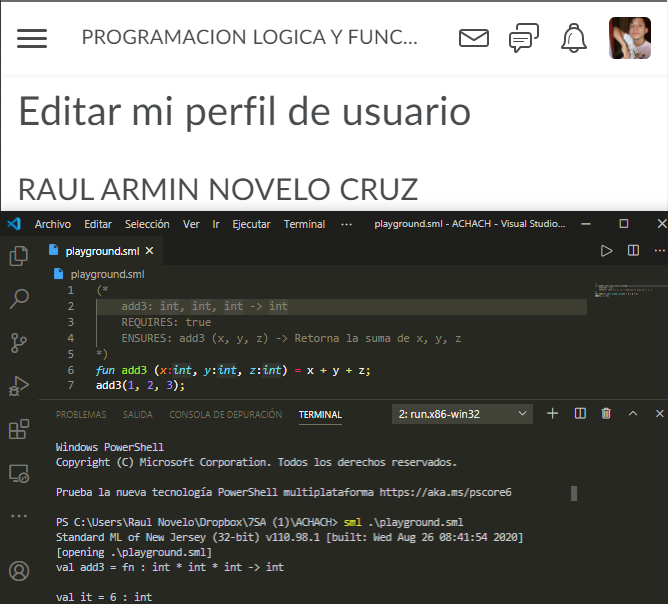 PROGRAMACION LOGICA Y FUNC...
Editar mi perfil de usuario
RAUL ARMIN NOVELO CRUZ
Archivo Editar Selección Ver Ir Ejecutar Terminal ··· playground.sml - ACHACH - Visual Studio...
playground.sml
playground.sml
1 (*
2 add3: int, int, int -> int
3 REQUIRES: true
4 ENSURES: add3 (x, y, z) -> Retorna la suma de x, y, z
5 *)
6 fun add3 (x:int, y:int, z:int) = x + y + z;
7 add3(1, 2, 3);
PROBLEMAS SALIDA CONSOLA DE DEPURACIÓN TERMINAL 2: run.x86-win32
Windows PowerShell
Copyright (C) Microsoft Corporation. Todos los derechos reservados.
Prueba la nueva tecnología PowerShell multiplataforma https://aka.ms/pscore6
PS C:\Users\Raul Novelo\Dropbox\7SA (1)\ACHACH> sml .\playground.sml
Standard ML of New Jersey (32-bit) v110.98.1 [built: Wed Aug 26 08:41:54 2020]
[opening .\playground.sml]
val add3 = fn : int * int * int -> int
val it = 6 : int